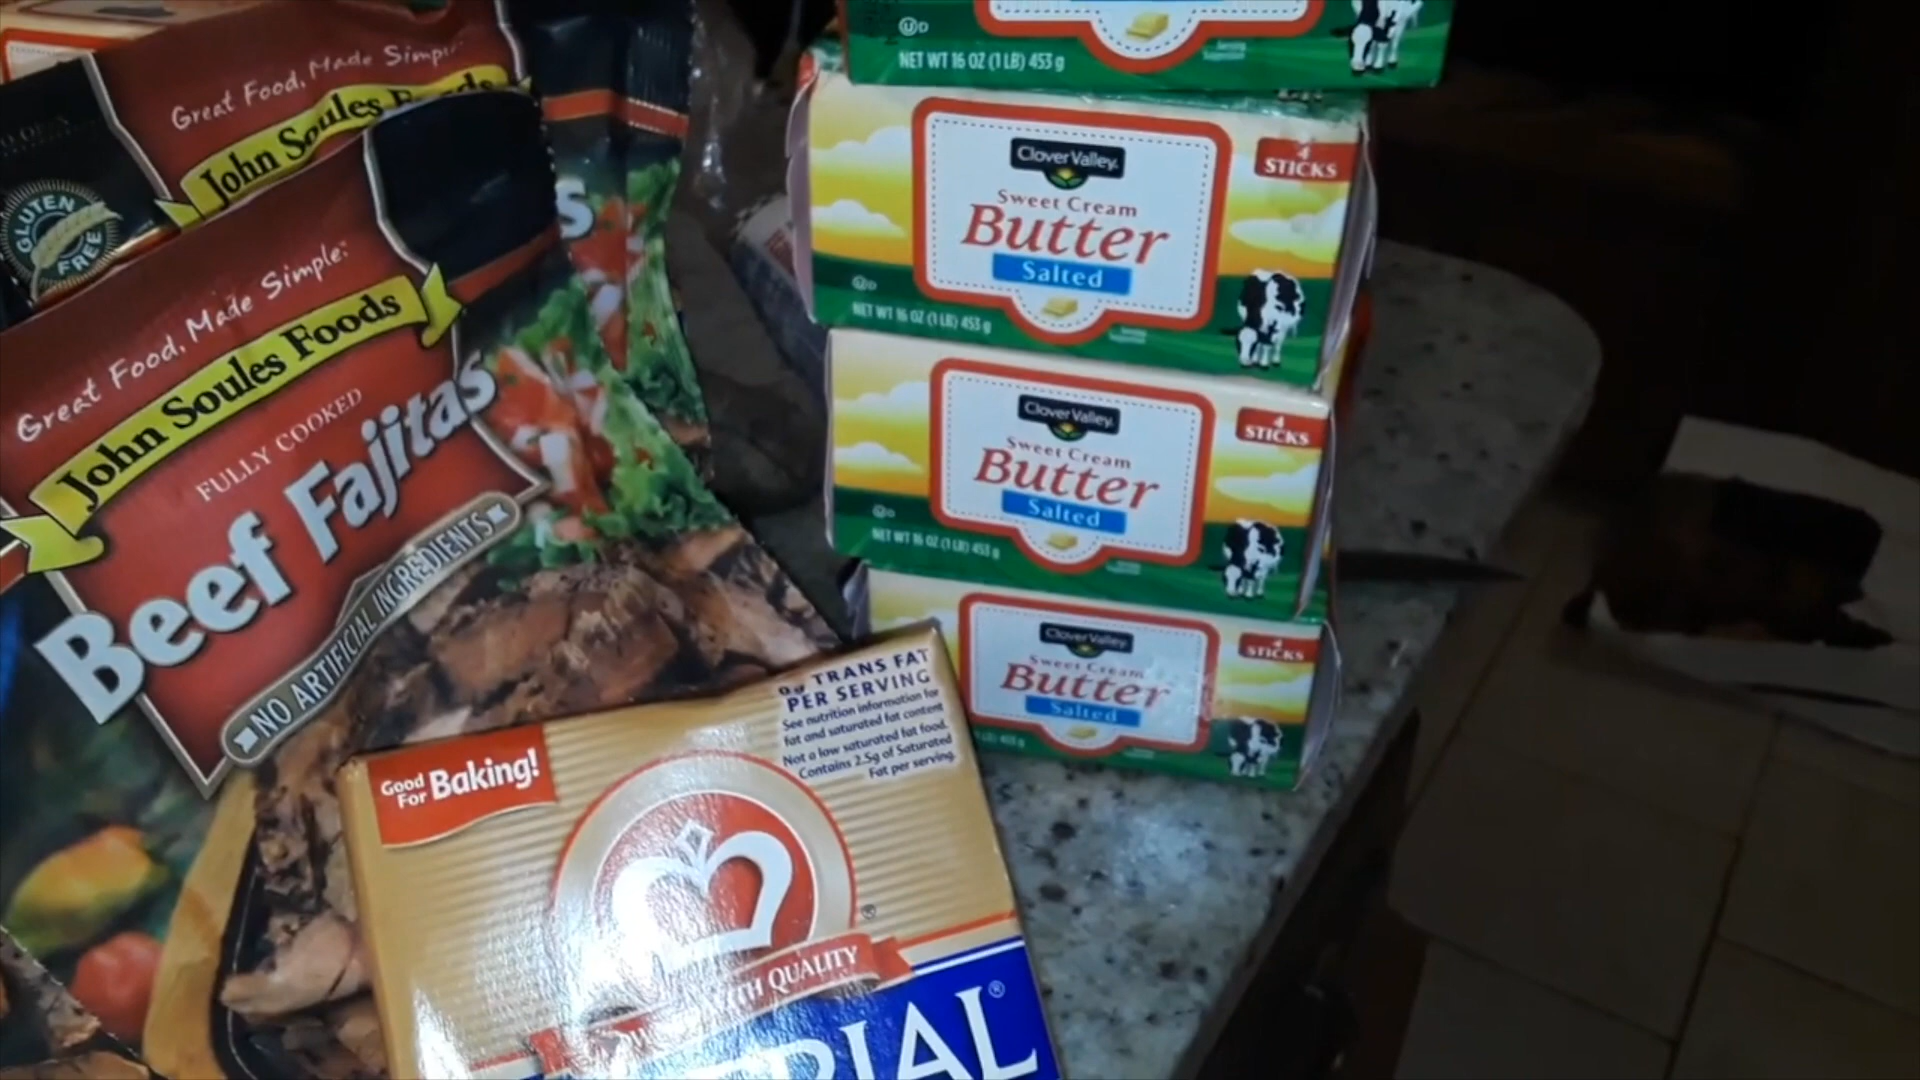 Great Food, Made Simple
John Soules Foods
GLUTEN
FREE
Great Food, Made Simple:
John Soules Foods
FULLY COOKED
Beef Fajitas
NO ARTIFICIAL INGREDIENTS
S
NET WT 16 OZ (1 LB) 453 g
Clover Valley
4
STICKS
Sweet Cream
Butter
Salted
NET WT 16 OZ (1 LB) 453 g
Clover Valley
4
STICKS
Sweet Cream
Butter
Salted
NET WT 16 OZ (1 LB) 453 g
Clover Valley
4
STICKS
Sweet Cream
Butter
Salted
0g TRANS FAT
PER SERVING
See nutrition information for
fat and saturated fat content
Not a low saturated fat food.
Contains 2.5g of Saturated
Fat per serving.
Good
For Baking!
QUALITY
RIAL®